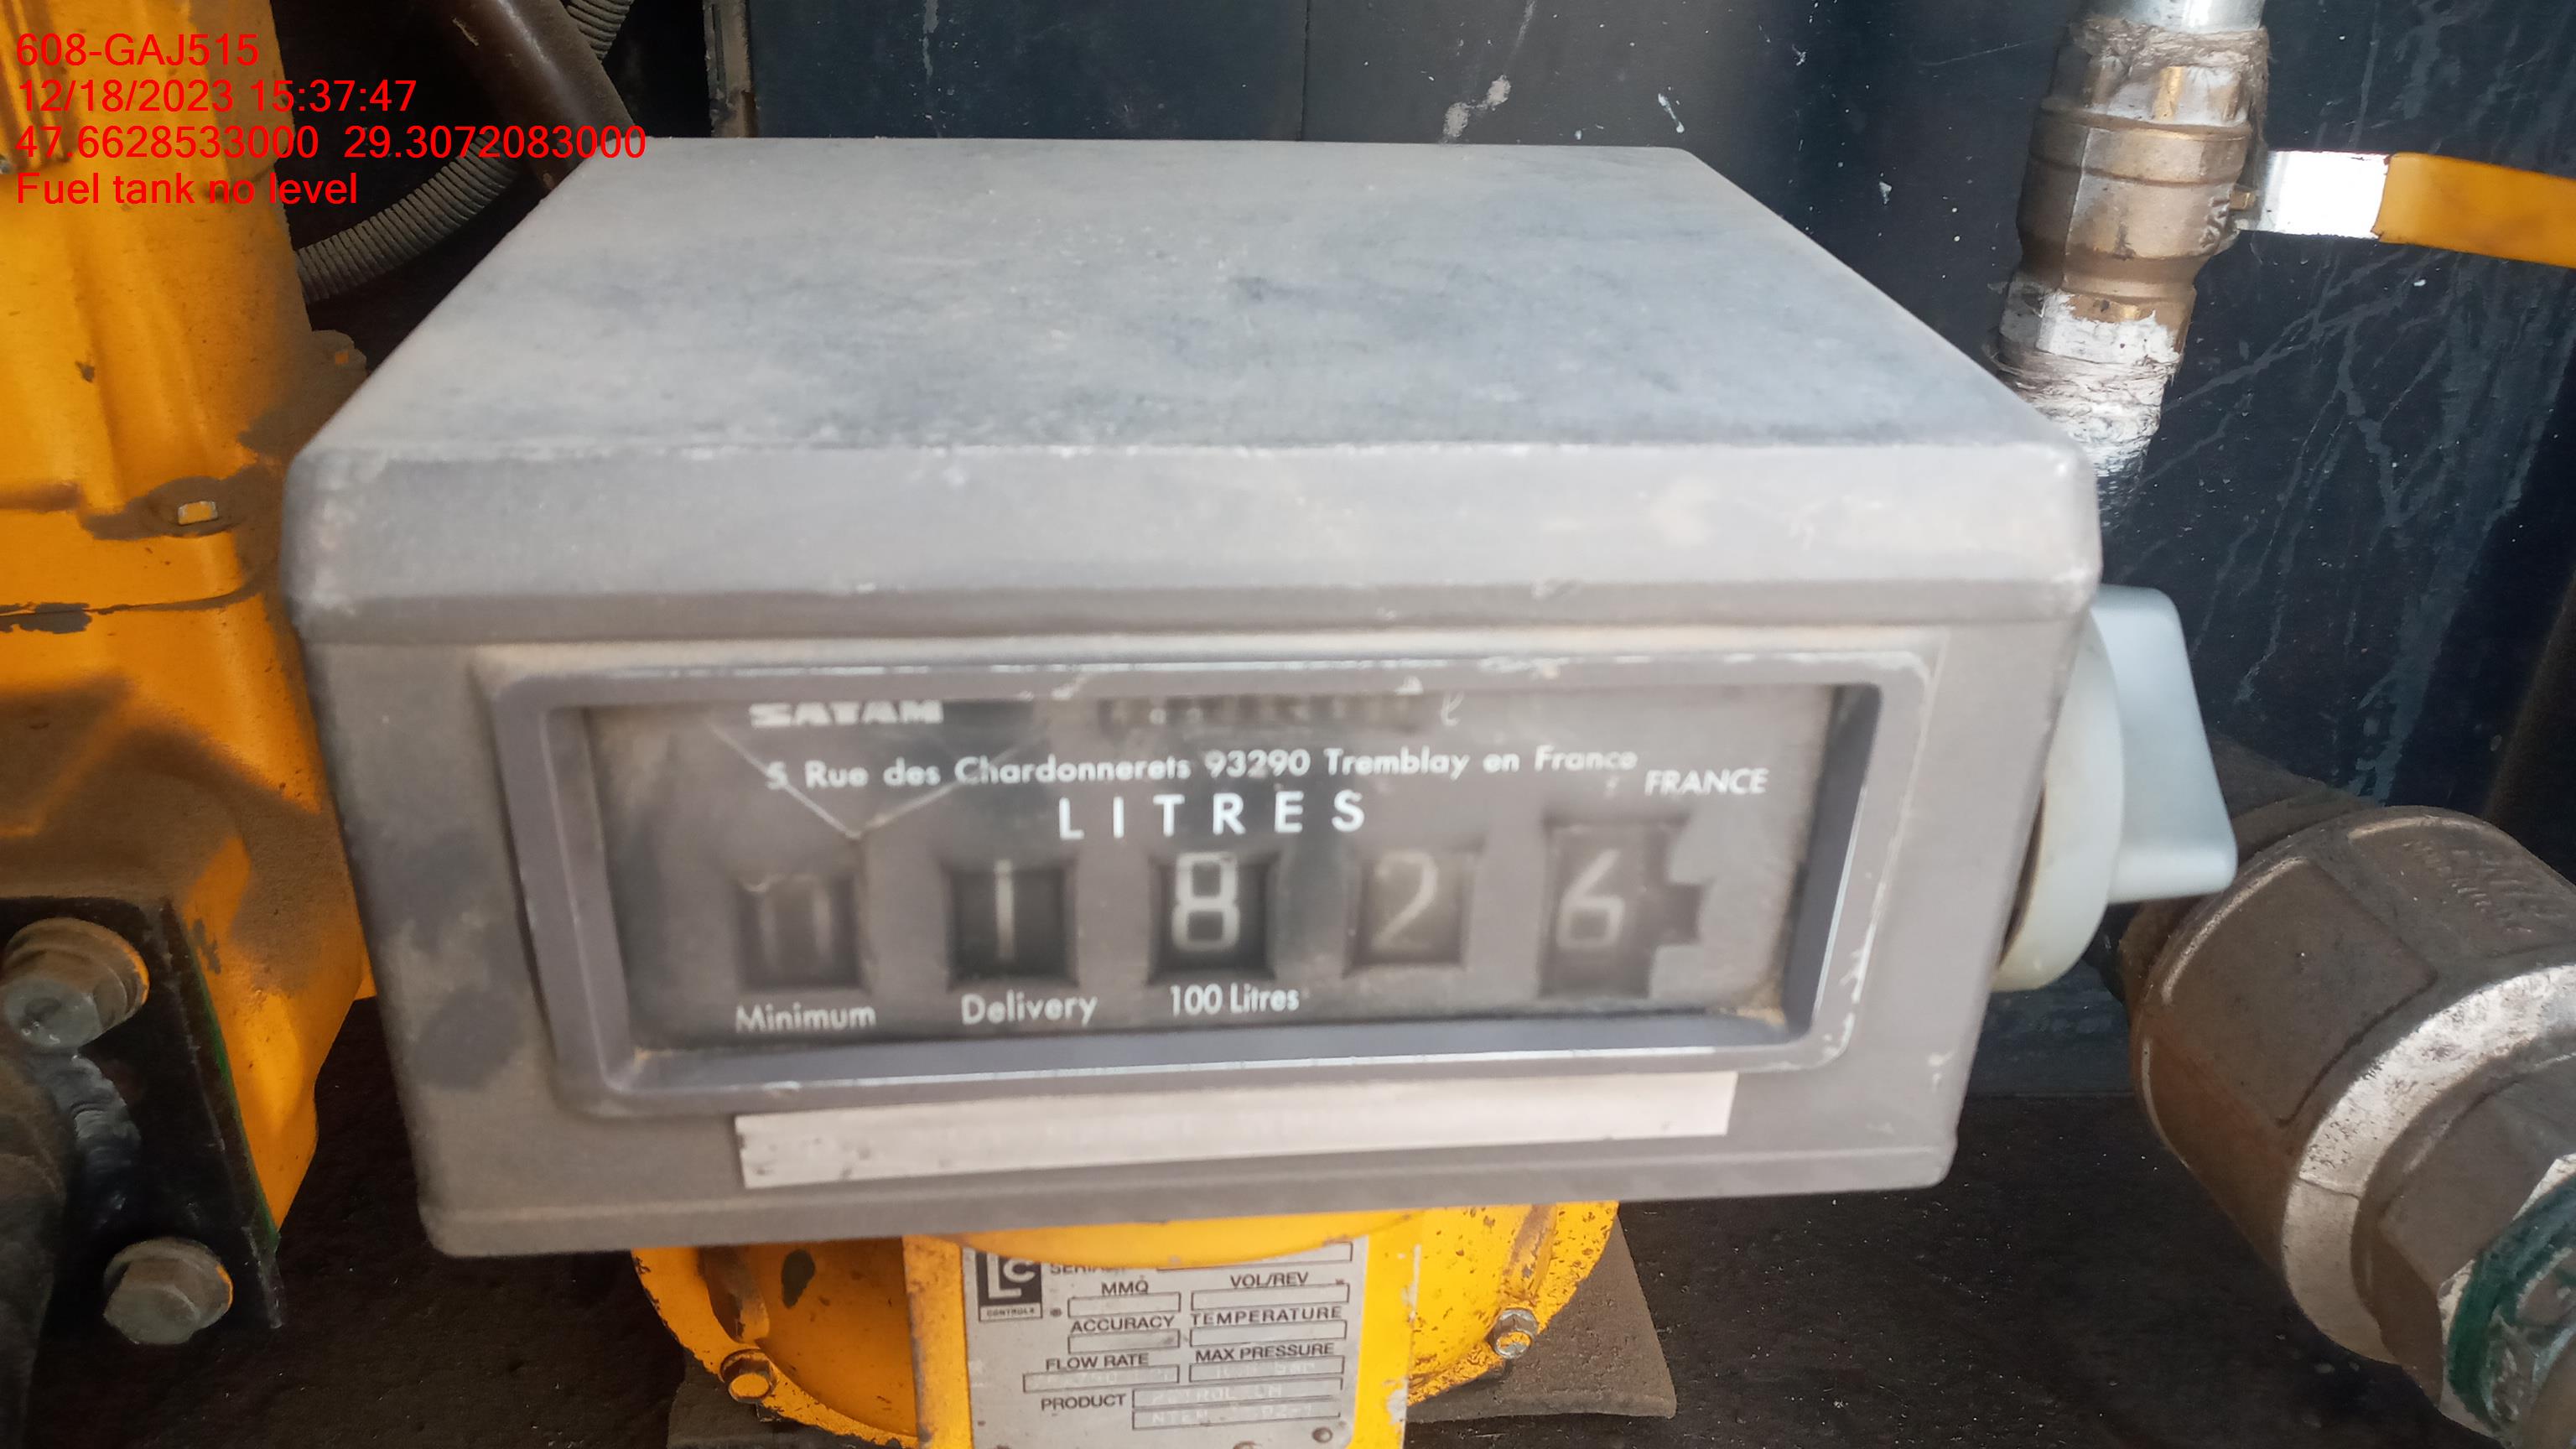 608-GAJ515
12/18/2023 15:37:47
47.6628533000 29.3072083000
Fuel tank no level
SATAM
5 Rue des Chardonnerets 93290 Tremblay en France
FRANCE
LITRES
1 8 2 6
Minimum Delivery 100 Litres
LC
CONTROLS
MMQ VOL/REV
ACCURACY TEMPERATURE
FLOW RATE MAX PRESSURE
PRODUCT